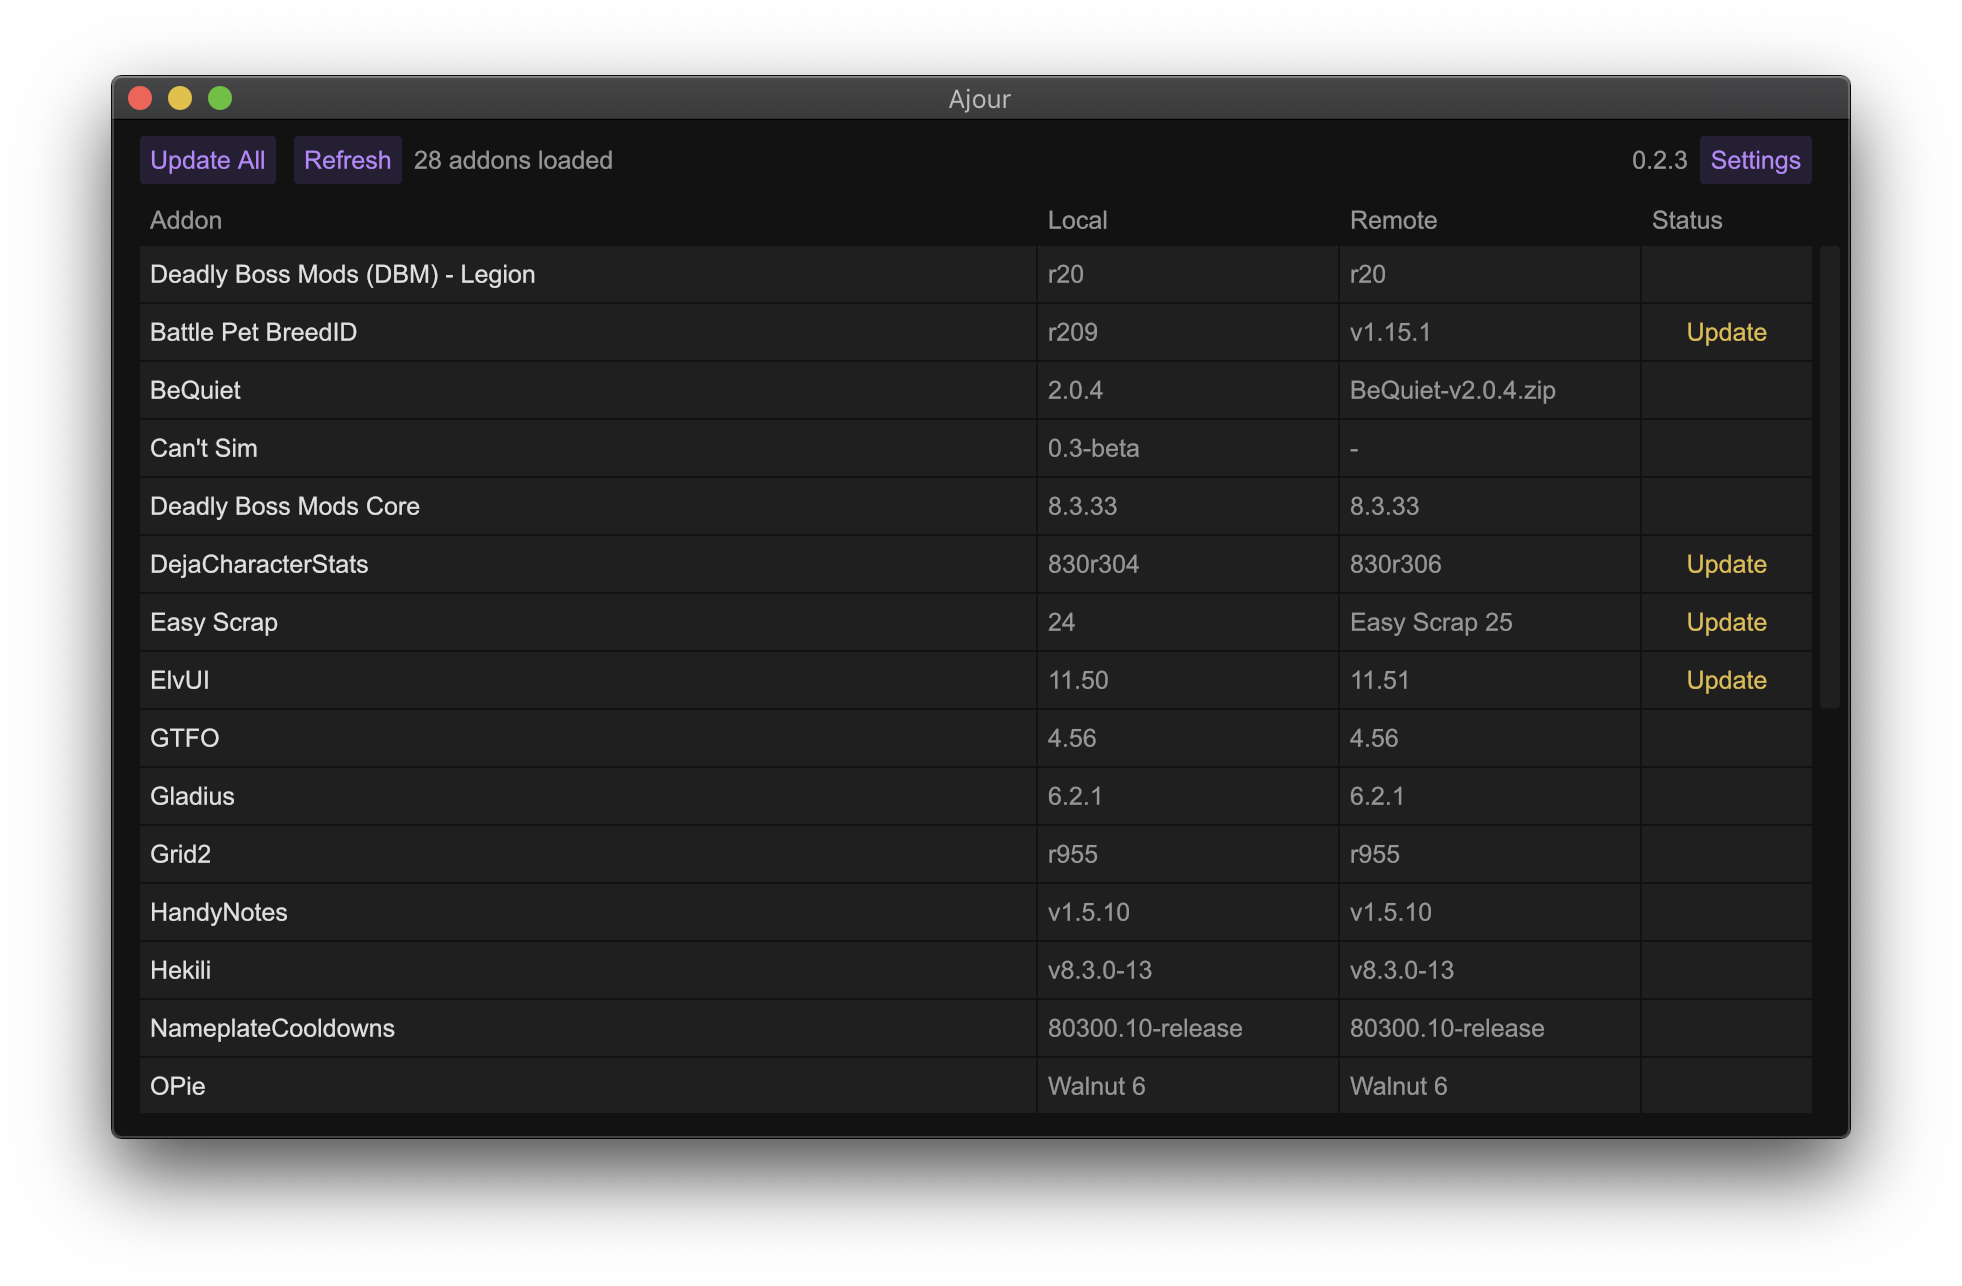 Ajour
Update All Refresh 28 addons loaded 0.2.3 Settings
Addon Local Remote Status
Deadly Boss Mods (DBM) - Legion r20 r20
Battle Pet BreedID r209 v1.15.1 Update
BeQuiet 2.0.4 BeQuiet-v2.0.4.zip
Can't Sim 0.3-beta -
Deadly Boss Mods Core 8.3.33 8.3.33
DejaCharacterStats 830r304 830r306 Update
Easy Scrap 24 Easy Scrap 25 Update
ElvUI 11.50 11.51 Update
GTFO 4.56 4.56
Gladius 6.2.1 6.2.1
Grid2 r955 r955
HandyNotes v1.5.10 v1.5.10
Hekili v8.3.0-13 v8.3.0-13
NameplateCooldowns 80300.10-release 80300.10-release
OPie Walnut 6 Walnut 6